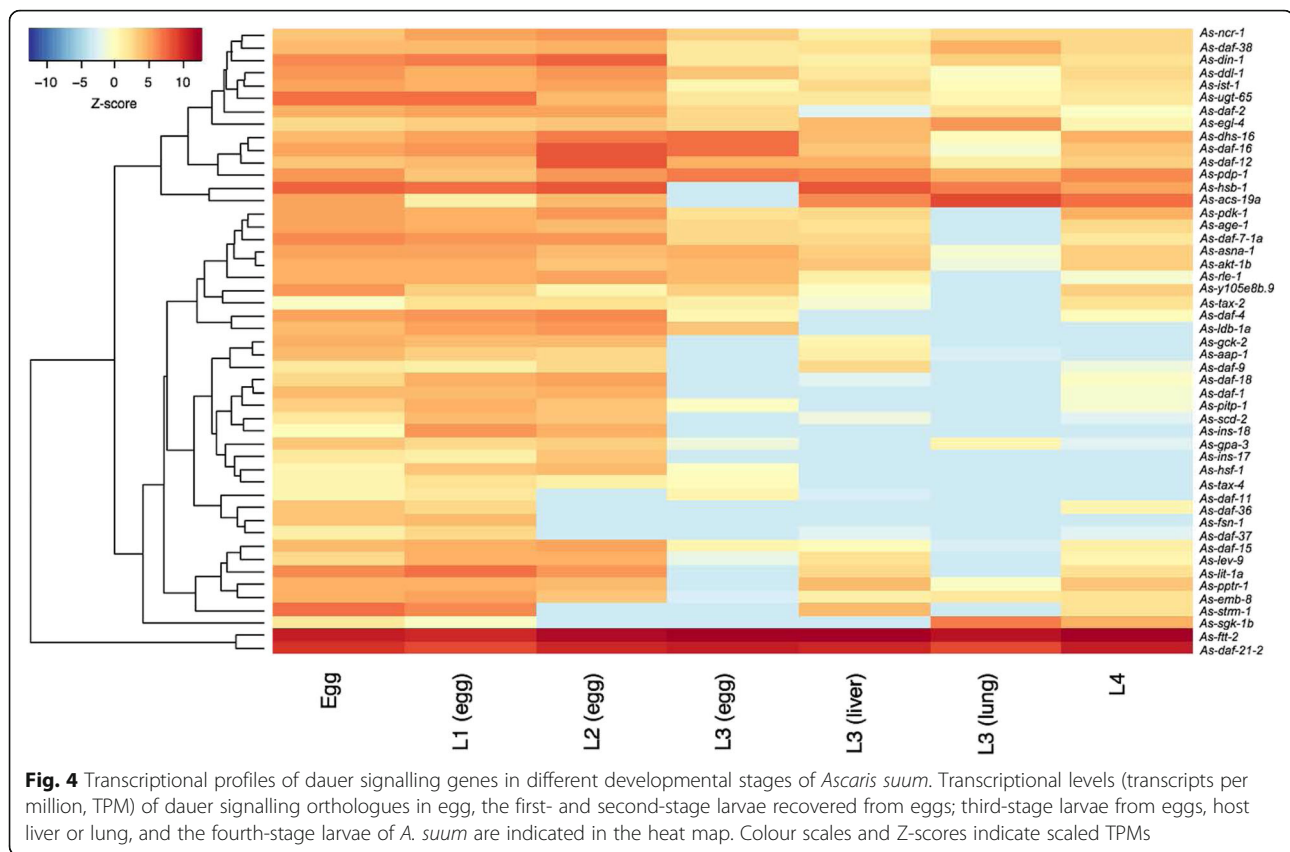 −10 −5 0 5 10
Z-score
As-ncr-1
As-daf-38
As-din-1
As-ddl-1
As-ist-1
As-ugt-65
As-daf-2
As-egl-4
As-dhs-16
As-daf-16
As-daf-12
As-pdp-1
As-hsb-1
As-acs-19a
As-pdk-1
As-age-1
As-daf-7-1a
As-asna-1
As-akt-1b
As-rle-1
As-y105e8b.9
As-tax-2
As-daf-4
As-ldb-1a
As-gck-2
As-aap-1
As-daf-9
As-daf-18
As-daf-1
As-pitp-1
As-scd-2
As-ins-18
As-gpa-3
As-ins-17
As-hsf-1
As-tax-4
As-daf-11
As-daf-36
As-fsn-1
As-daf-37
As-daf-15
As-lev-9
As-lit-1a
As-pptr-1
As-emb-8
As-strm-1
As-sgk-1b
As-ftt-2
As-daf-21-2
Egg
L1 (egg)
L2 (egg)
L3 (egg)
L3 (liver)
L3 (lung)
L4
Fig. 4 Transcriptional profiles of dauer signalling genes in different developmental stages of Ascaris suum. Transcriptional levels (transcripts per
million, TPM) of dauer signalling orthologues in egg, the first- and second-stage larvae recovered from eggs; third-stage larvae from eggs, host
liver or lung, and the fourth-stage larvae of A. suum are indicated in the heat map. Colour scales and Z-scores indicate scaled TPMs